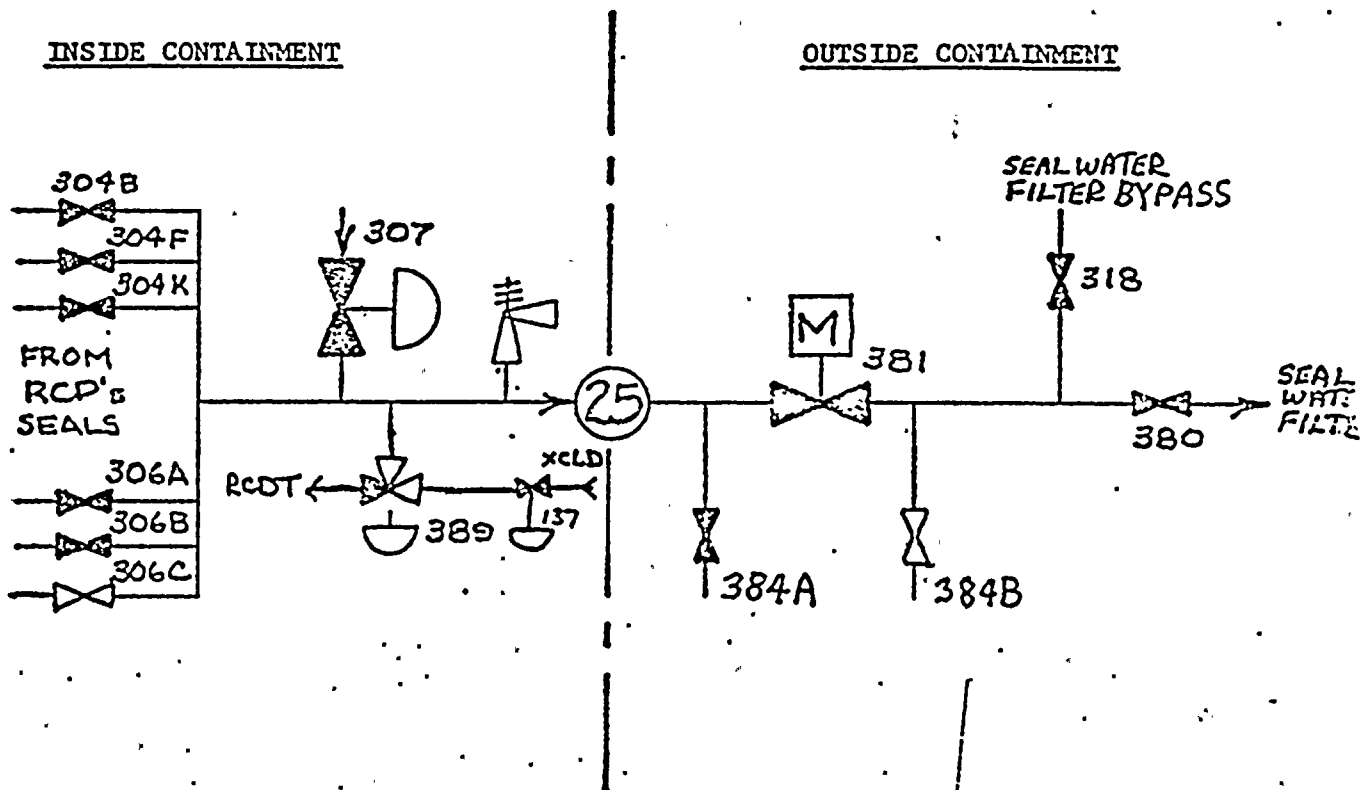 INSIDE CONTAINMENT
OUTSIDE CONTAINMENT
304B
304F
304K
FROM
RCP's
SEALS
306A
306B
306C
307
RCDT
389
XCLD
137
25
M
381
384A
384B
SEAL WATER
FILTER BYPASS
318
380
SEAL